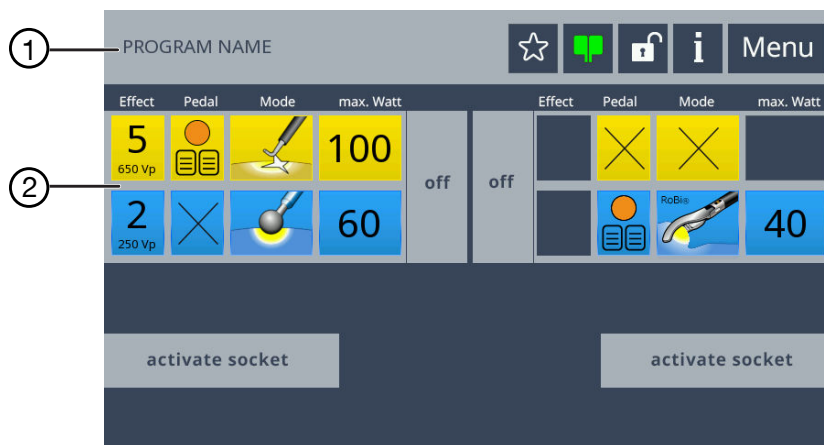 1 PROGRAM NAME i Menu
Effect Pedal Mode max. Watt Effect Pedal Mode max. Watt
5 100
650 Vp
off off
2
2 60 RoBi® 40
250 Vp
activate socket activate socket